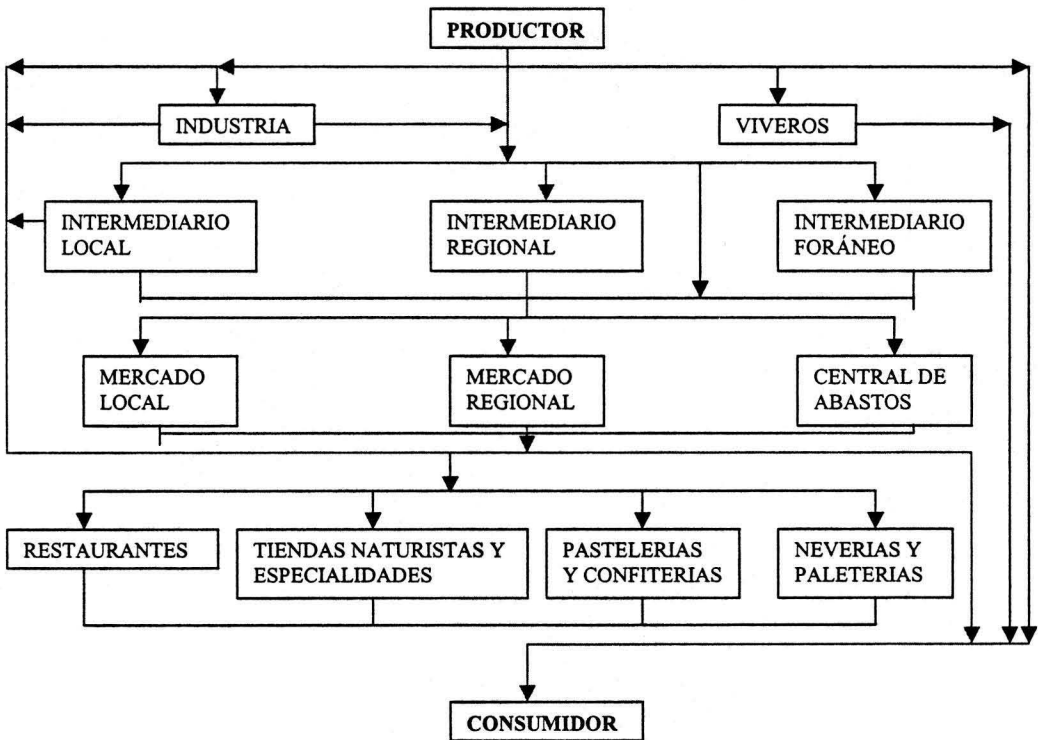 PRODUCTOR
INDUSTRIA
VIVEROS
INTERMEDIARIO
LOCAL
INTERMEDIARIO
REGIONAL
INTERMEDIARIO
FORÁNEO
MERCADO
LOCAL
MERCADO
REGIONAL
CENTRAL DE
ABASTOS
RESTAURANTES
TIENDAS NATURISTAS Y
ESPECIALIDADES
PASTELERIAS
Y CONFITERIAS
NEVERIAS Y
PALETERIAS
CONSUMIDOR